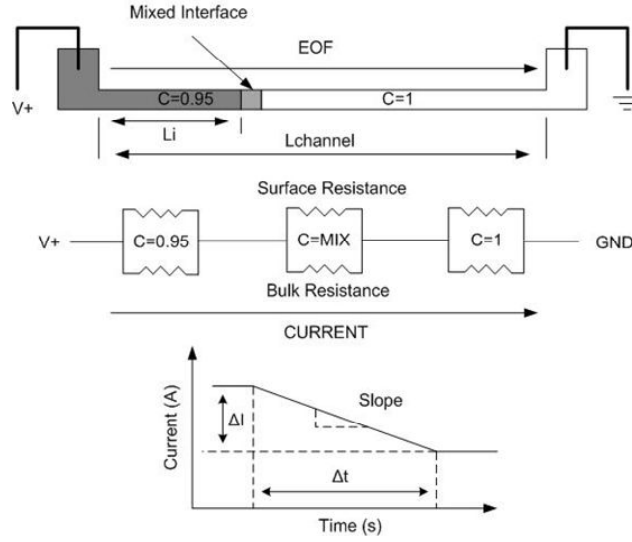 Mixed Interface
EOF
V+
C=0.95
C=1
Li
Lchannel
Surface Resistance
V+
C=0.95
C=MIX
C=1
GND
Bulk Resistance
CURRENT
Current (A)
ΔI
Slope
Δt
Time (s)